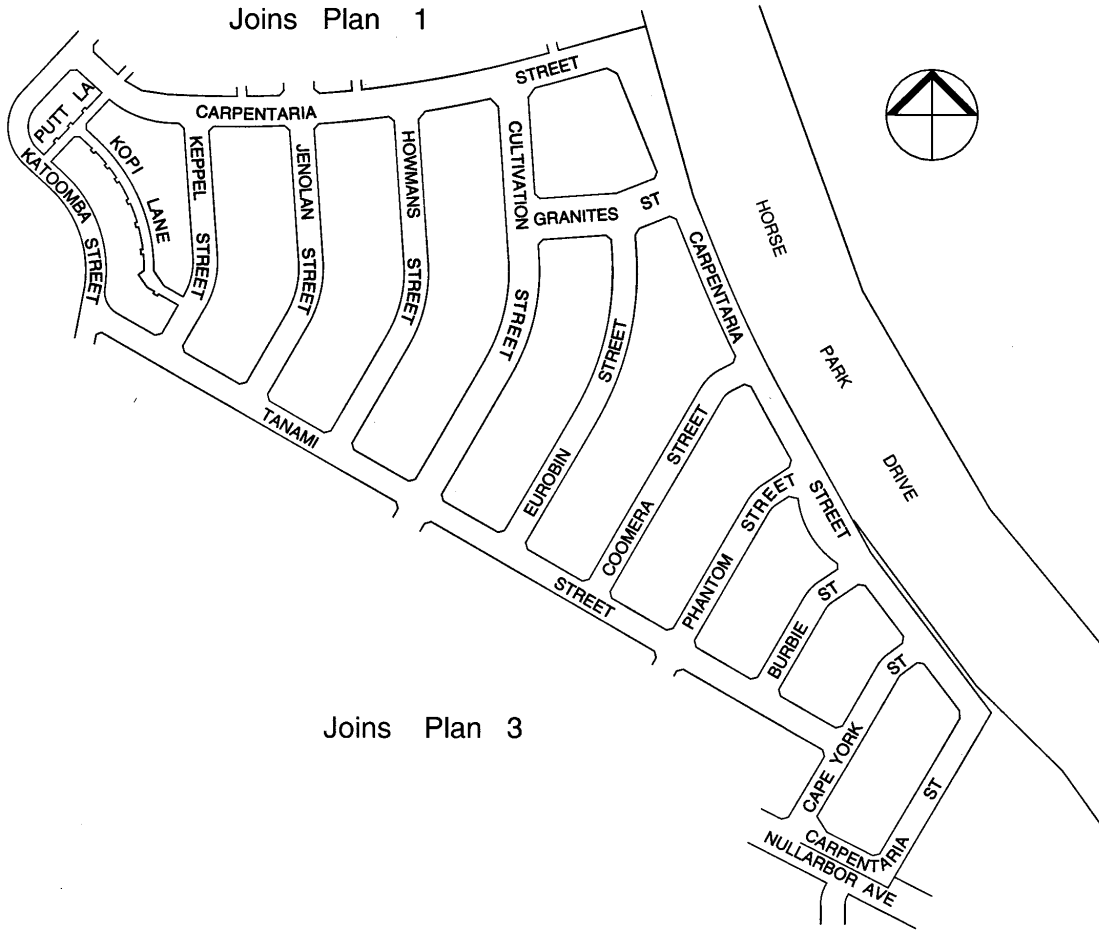 Joins Plan 1
STREET
CARPENTARIA
PUTT LA
KOPI LANE
KATOOMBA STREET
KEPPEL STREET
JENOLAN STREET
HOWMANS STREET
CULTIVATION STREET
GRANITES ST
CARPENTARIA
HORSE
PARK
DRIVE
EUROBIN STREET
COOMERA STREET
PHANTOM STREET
STREET
TANAMI
STREET
BURBIE ST
CAPE YORK ST
CARPENTARIA ST
NULLARBOR AVE
Joins Plan 3